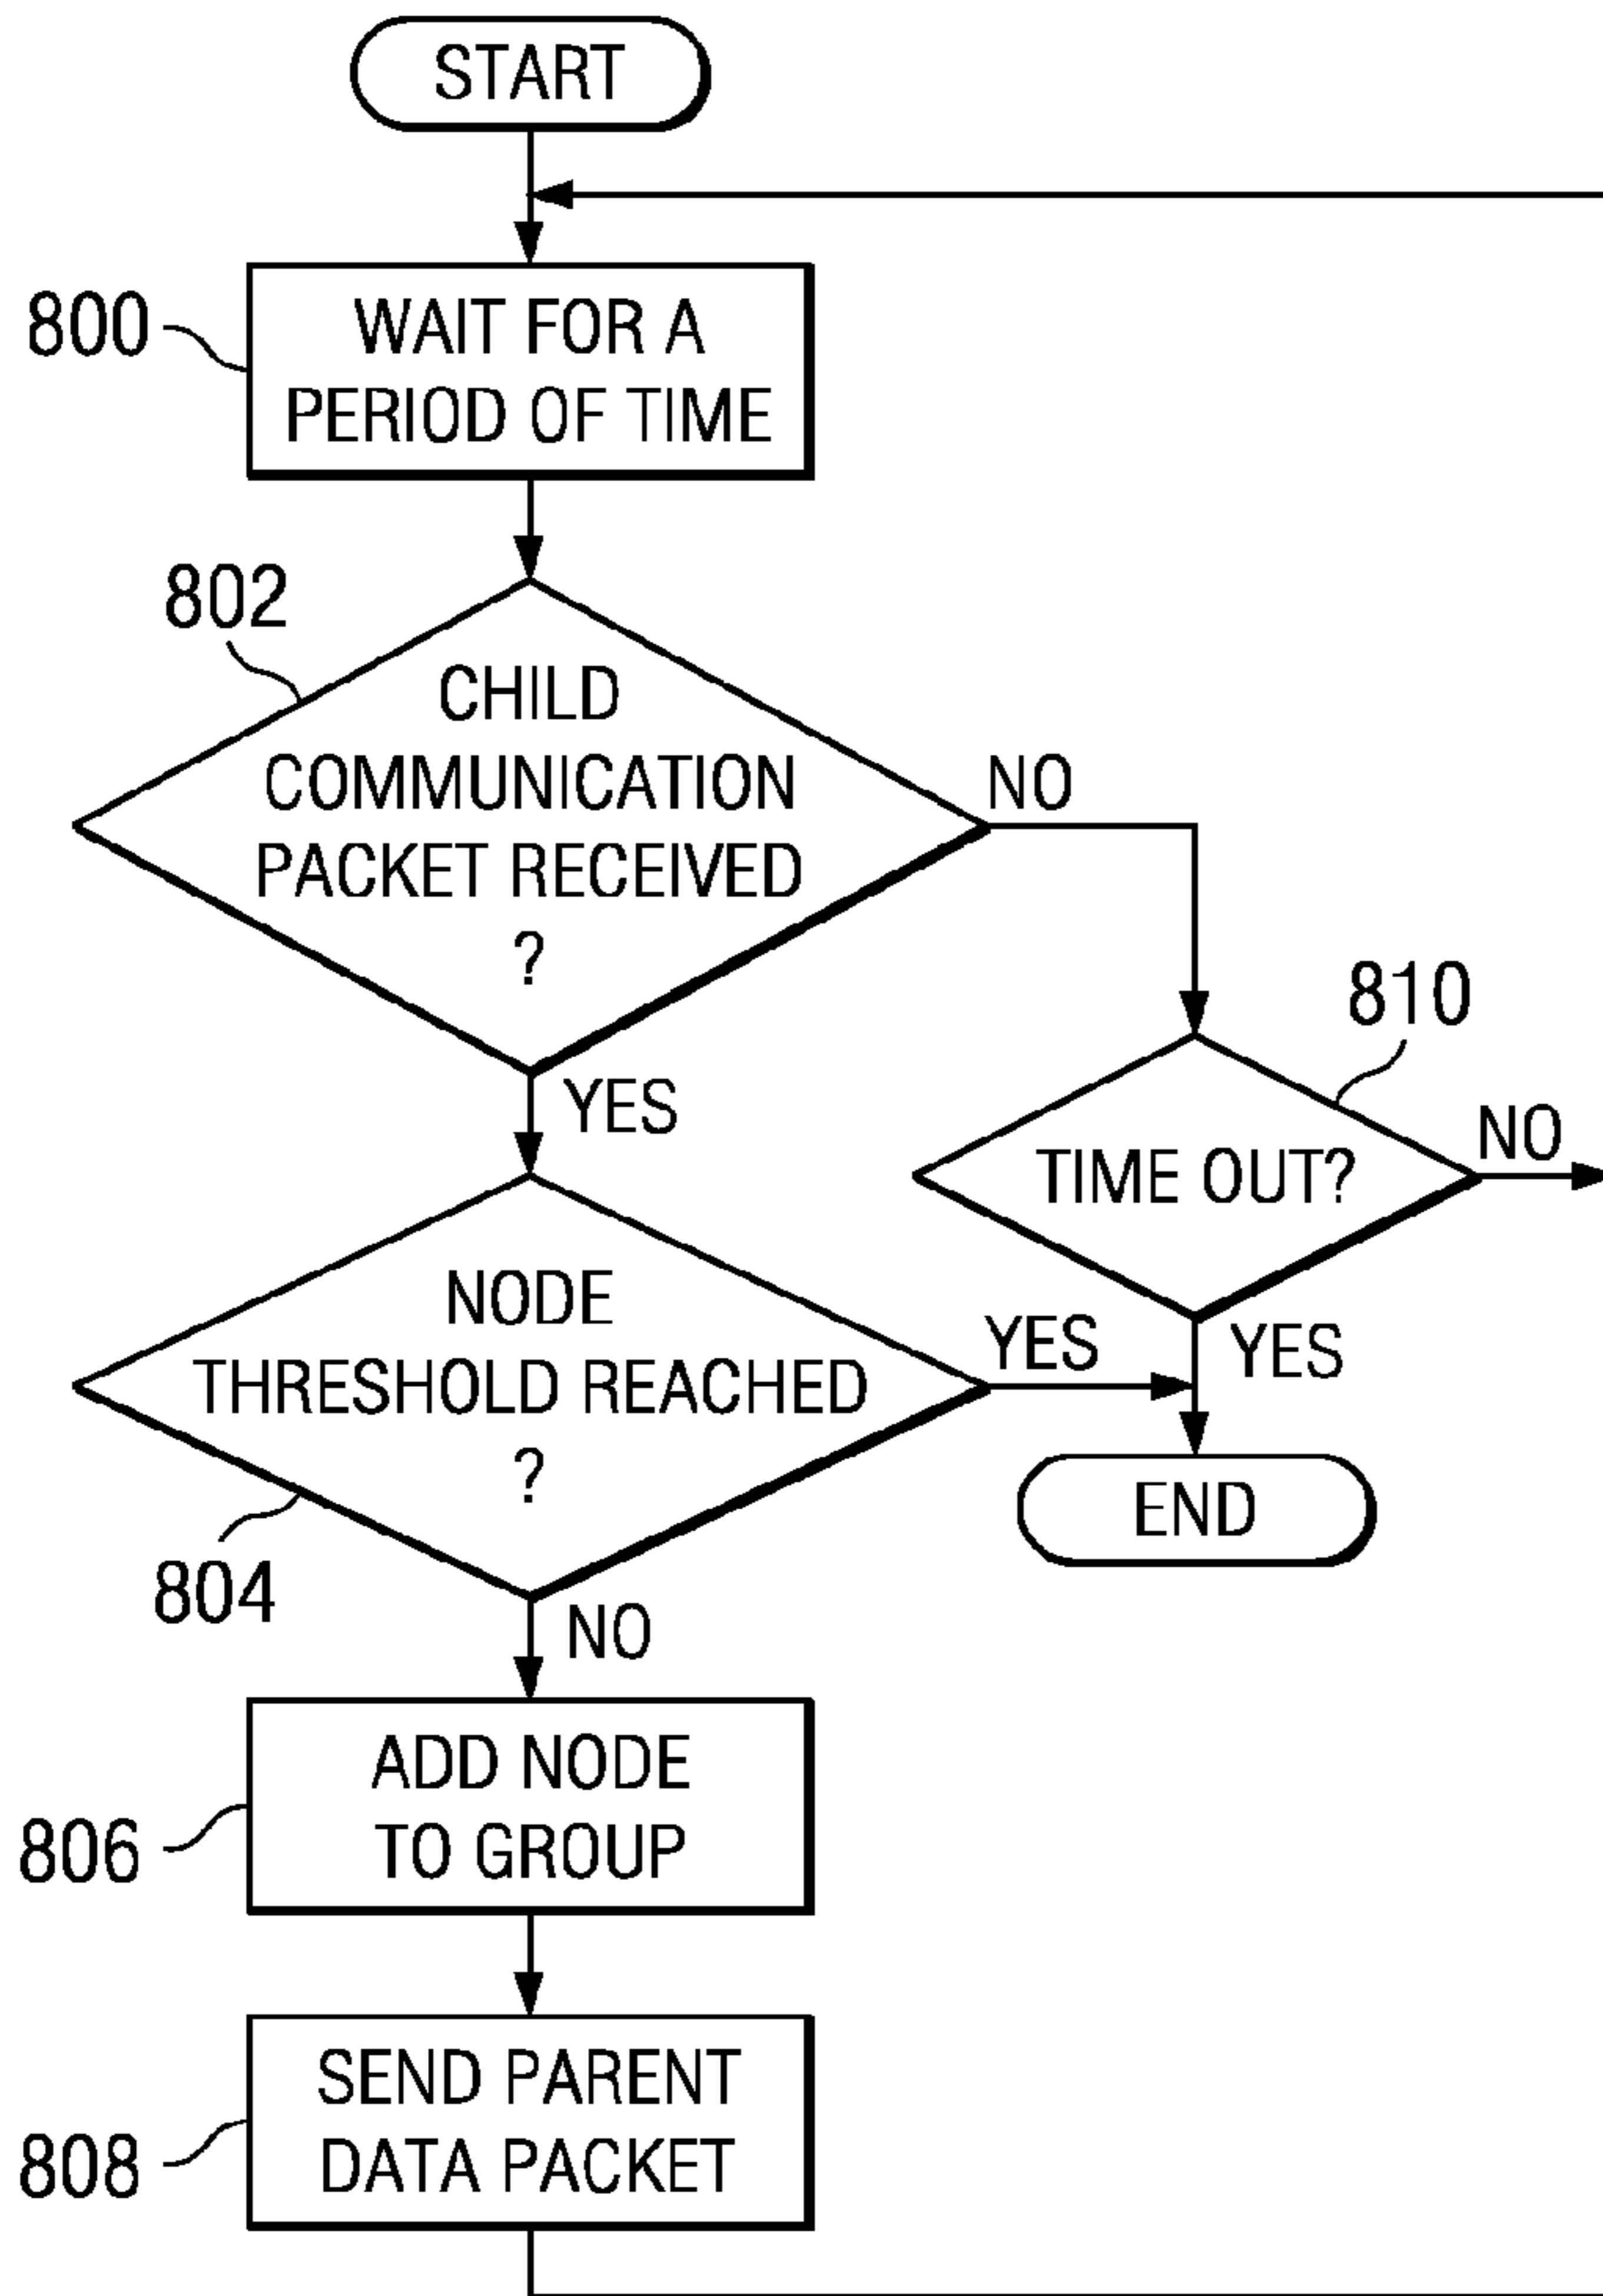 START
800
WAIT FOR A
PERIOD OF TIME
802
CHILD
COMMUNICATION
PACKET RECEIVED
?
NO
YES
810
TIME OUT?
NO
YES
NODE
THRESHOLD REACHED
?
YES
804
NO
END
806
ADD NODE
TO GROUP
808
SEND PARENT
DATA PACKET